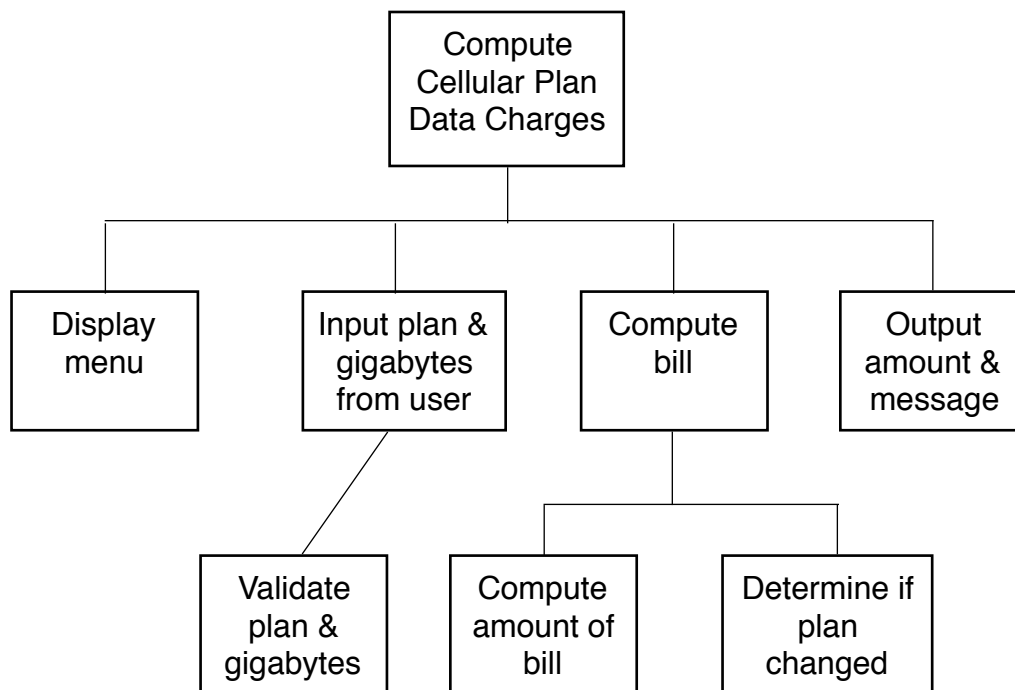 Compute
Cellular Plan
Data Charges
Display
menu
Input plan &
gigabytes
from user
Compute
bill
Output
amount &
message
Validate
plan &
gigabytes
Compute
amount of
bill
Determine if
plan
changed